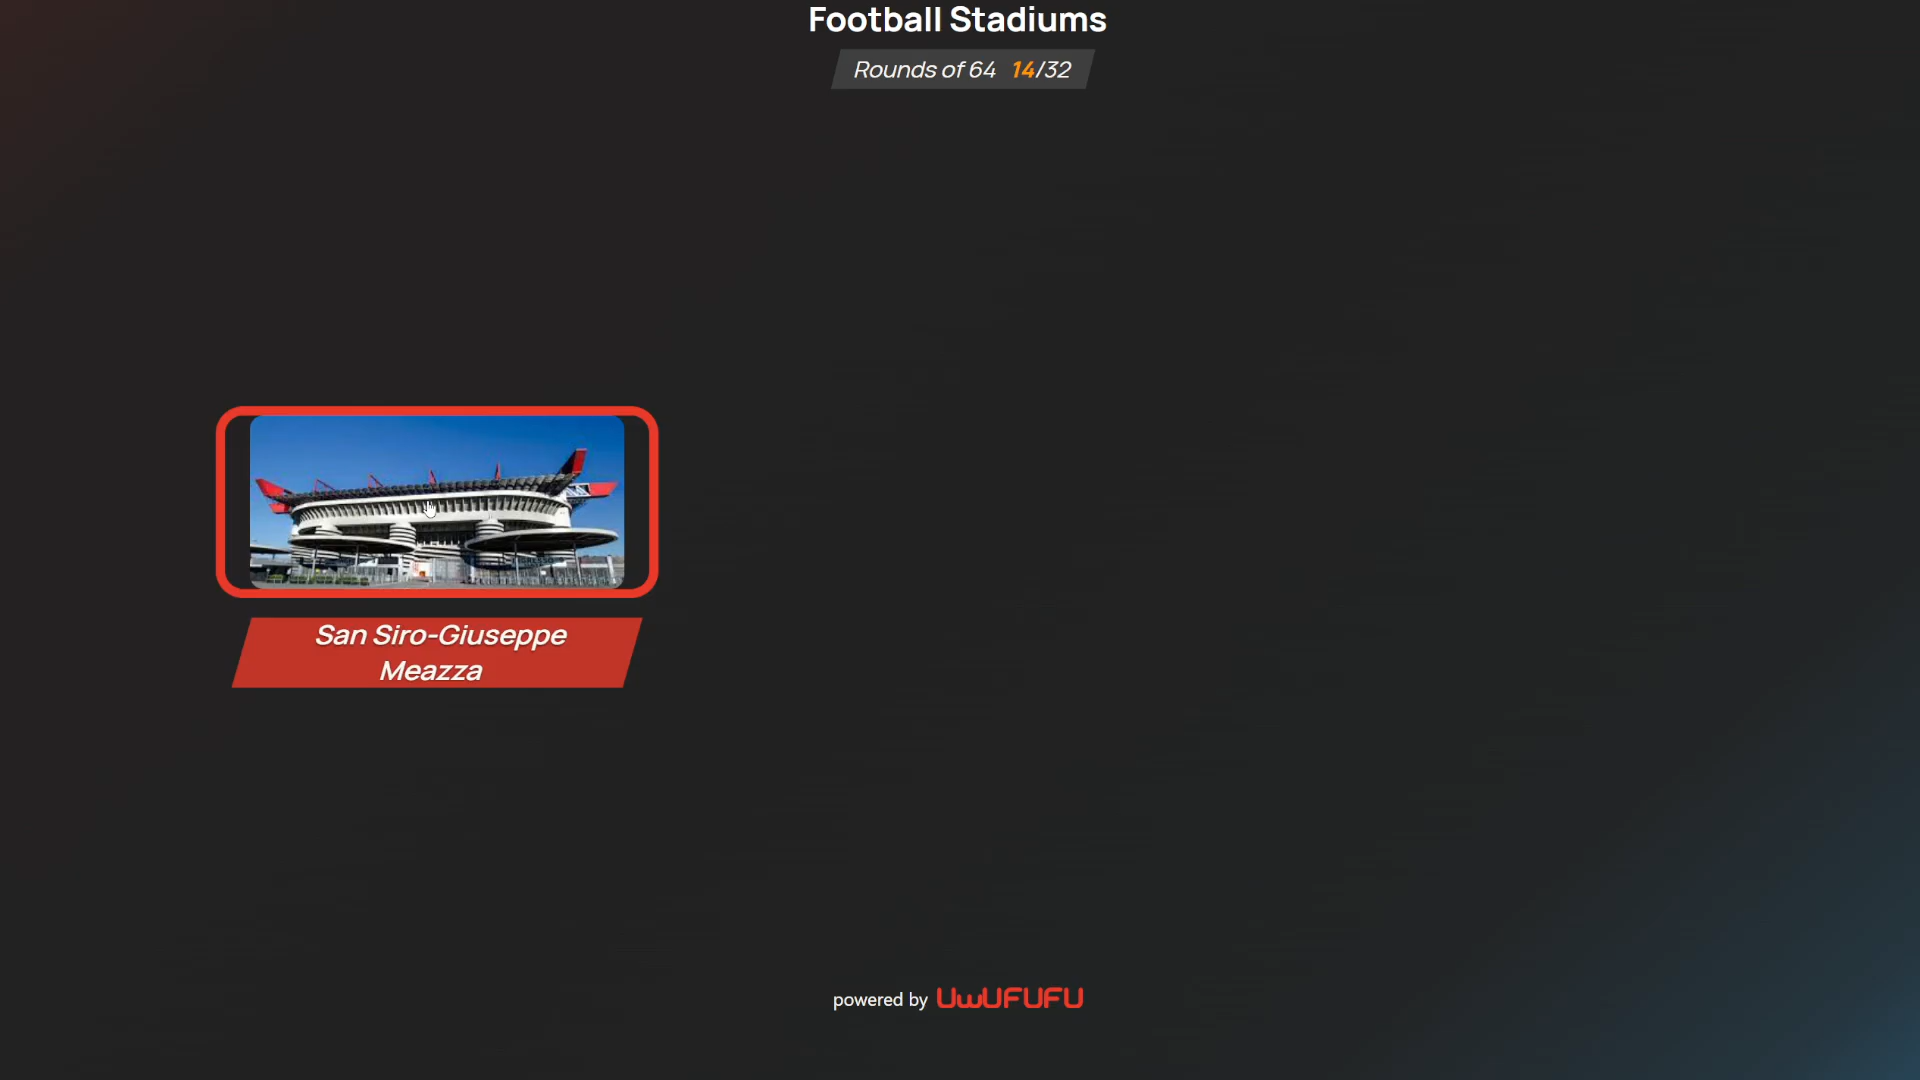 Football Stadiums
Rounds of 64 14/32
San Siro-Giuseppe
Meazza
powered by UwUFUFU